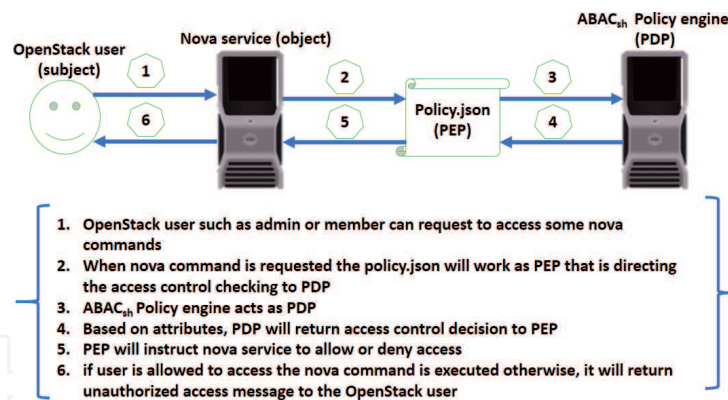 OpenStack user
(subject)
Nova service (object)
ABACsh Policy engine
(PDP)
1
2
3
Policy.json
(PEP)
6
5
4
1. OpenStack user such as admin or member can request to access some nova
commands
2. When nova command is requested the policy.json will work as PEP that is directing
the access control checking to PDP
3. ABACsh Policy engine acts as PDP
4. Based on attributes, PDP will return access control decision to PEP
5. PEP will instruct nova service to allow or deny access
6. if user is allowed to access the nova command is executed otherwise, it will return
unauthorized access message to the OpenStack user